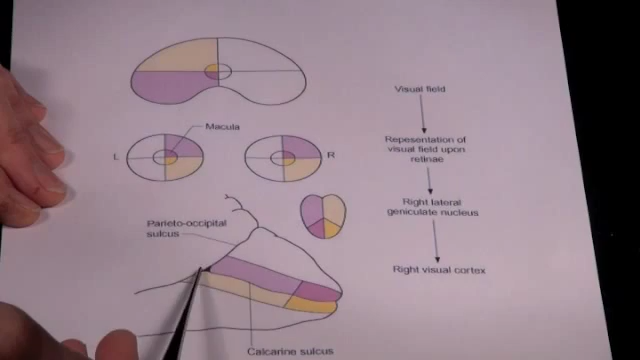 Visual field
Macula
L
R
Repesentation of
visual field upon
retinae
Right lateral
geniculate nucleus
Parieto-occipital
sulcus
Right visual cortex
Calcarine sulcus